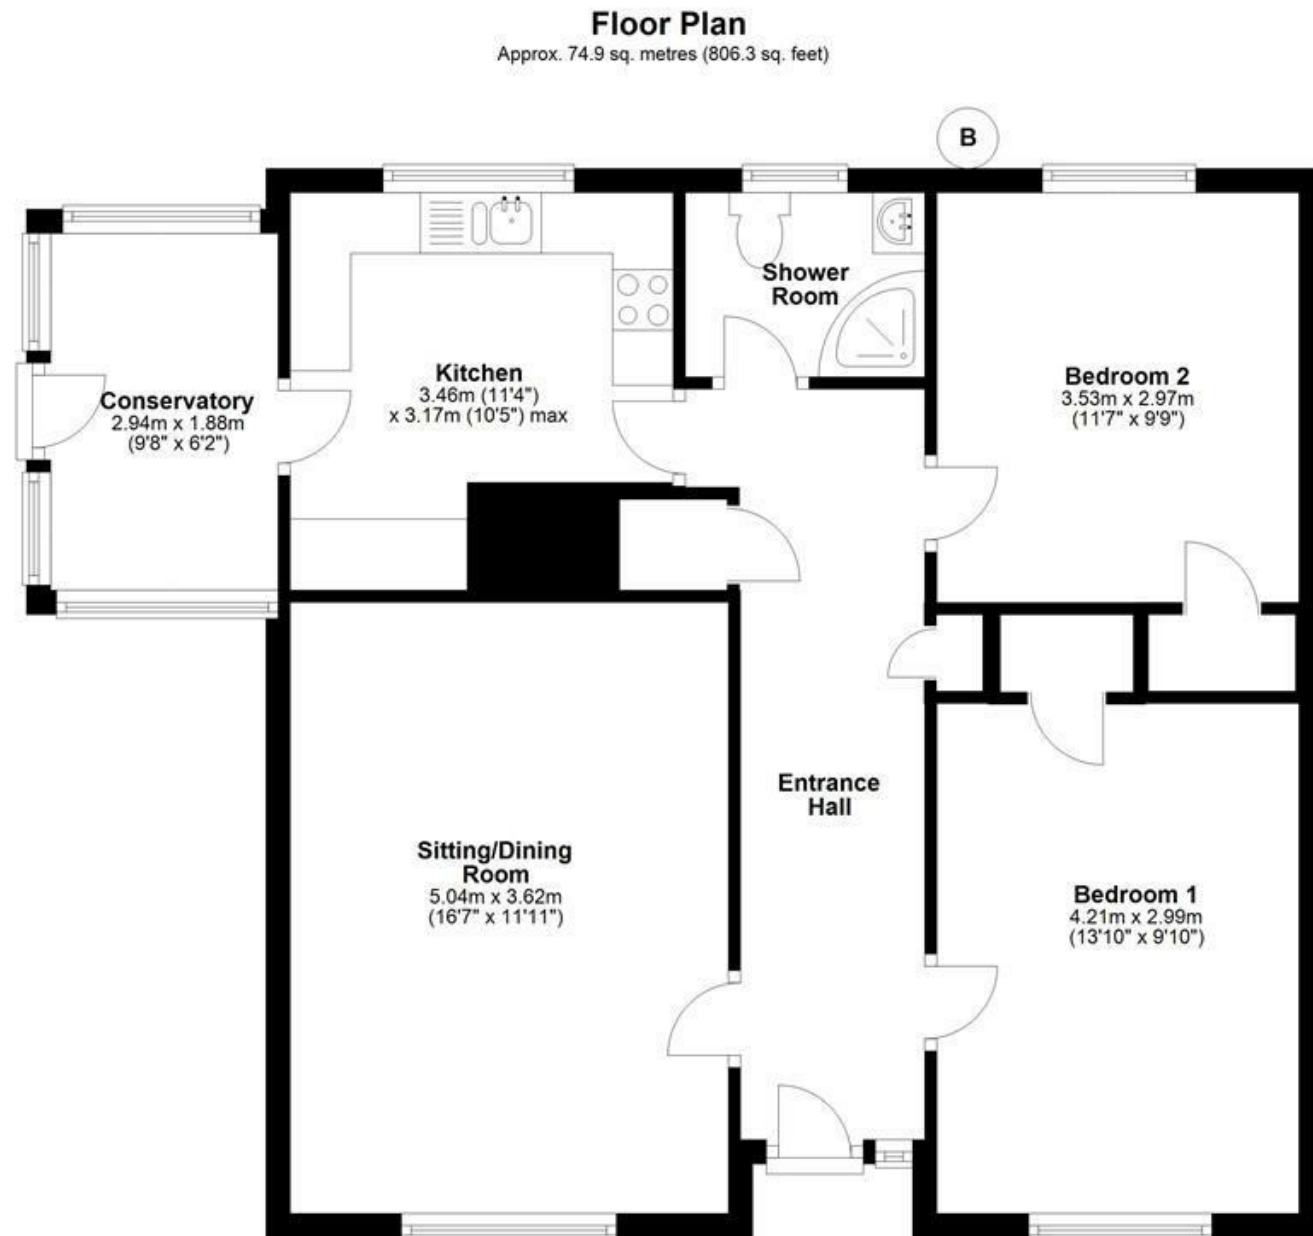 Floor Plan
Approx. 74.9 sq. metres (806.3 sq. feet)
B
Shower
Room
Kitchen
3.46m (11'4")
x 3.17m (10'5") max
Bedroom 2
3.53m x 2.97m
(11'7" x 9'9")
Conservatory
2.94m x 1.88m
(9'8" x 6'2")
Entrance
Hall
Sitting/Dining
Room
5.04m x 3.62m
(16'7" x 11'11")
Bedroom 1
4.21m x 2.99m
(13'10" x 9'10")